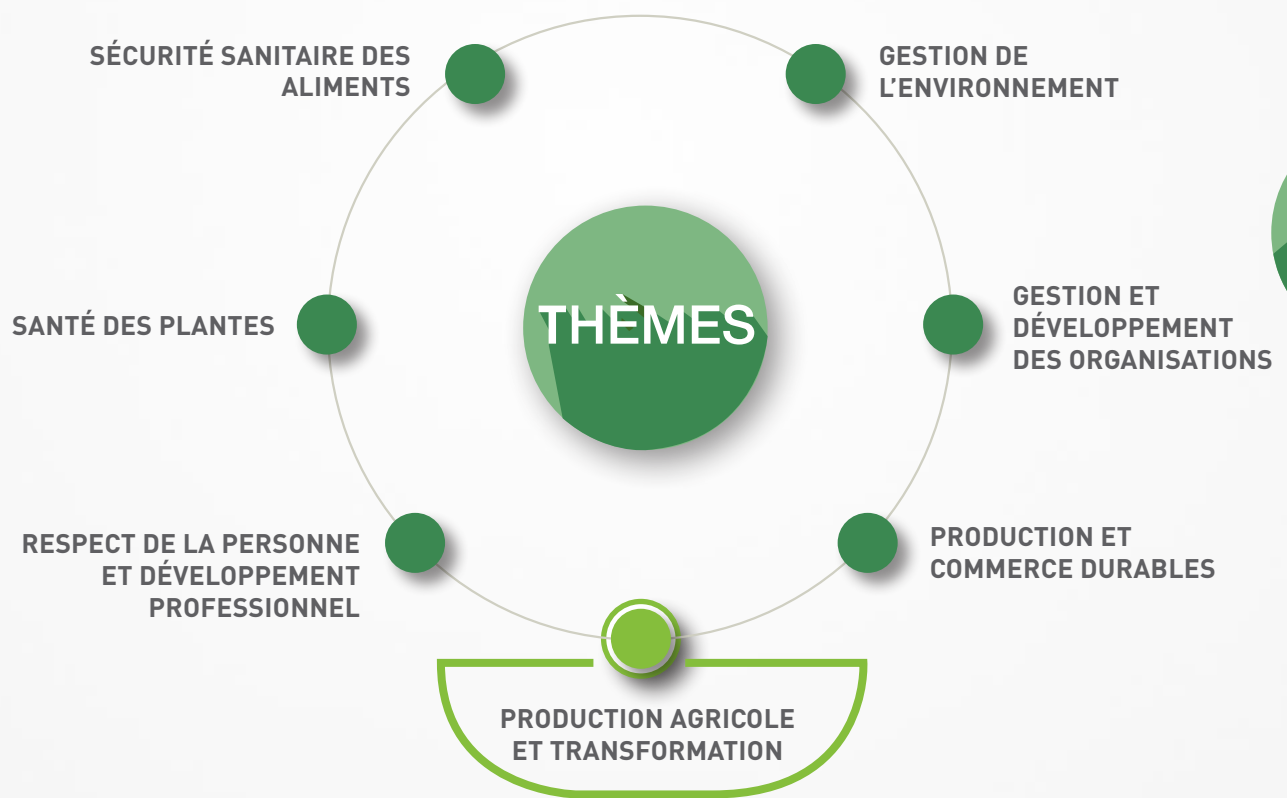 SÉCURITÉ SANITAIRE DES
ALIMENTS
GESTION DE
L'ENVIRONNEMENT
THÈMES
SANTÉ DES PLANTES
GESTION ET
DÉVELOPPEMENT
DES ORGANISATIONS
RESPECT DE LA PERSONNE
ET DÉVELOPPEMENT
PROFESSIONNEL
PRODUCTION ET
COMMERCE DURABLES
PRODUCTION AGRICOLE
ET TRANSFORMATION